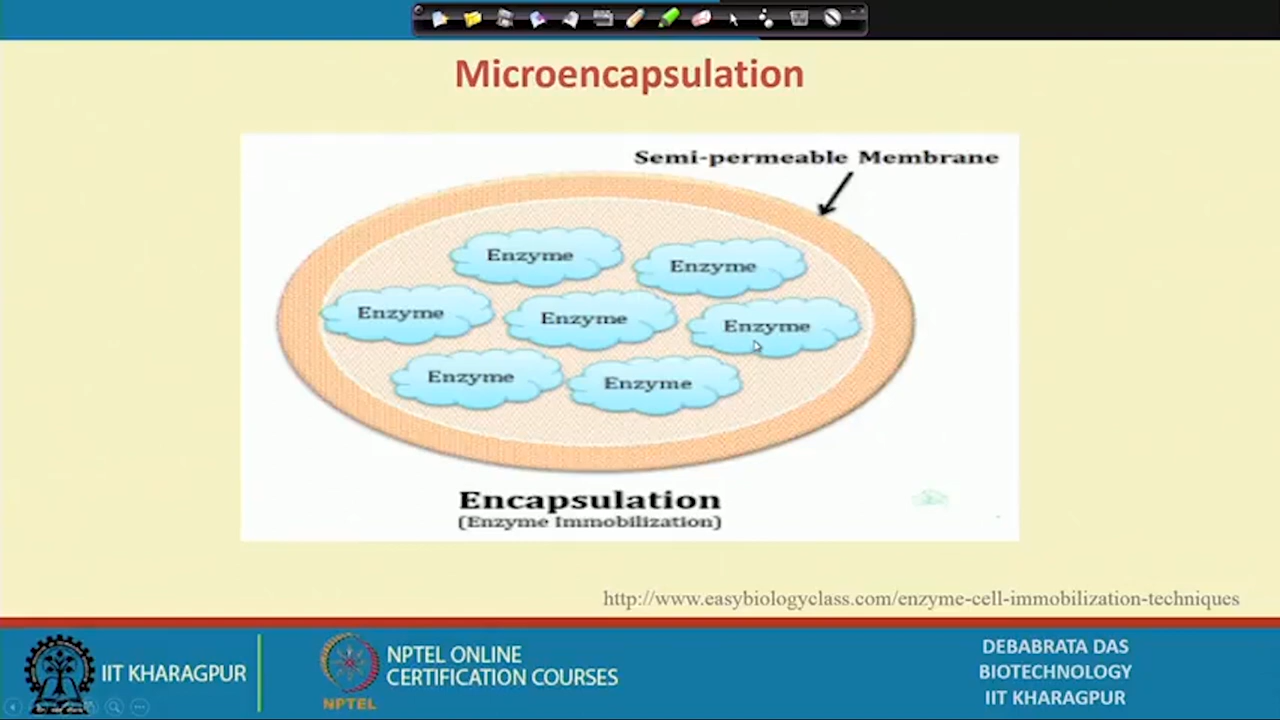 Microencapsulation
Semi-permeable Membrane
Enzyme
Enzyme
Enzyme
Enzyme
Enzyme
Enzyme
Enzyme
Encapsulation
(Enzyme Immobilization)
http://www.easybiologyclass.com/enzyme-cell-immobilization-techniques
IIT KHARAGPUR
NPTEL
NPTEL ONLINE
CERTIFICATION COURSES
DEBABRATA DAS
BIOTECHNOLOGY
IIT KHARAGPUR